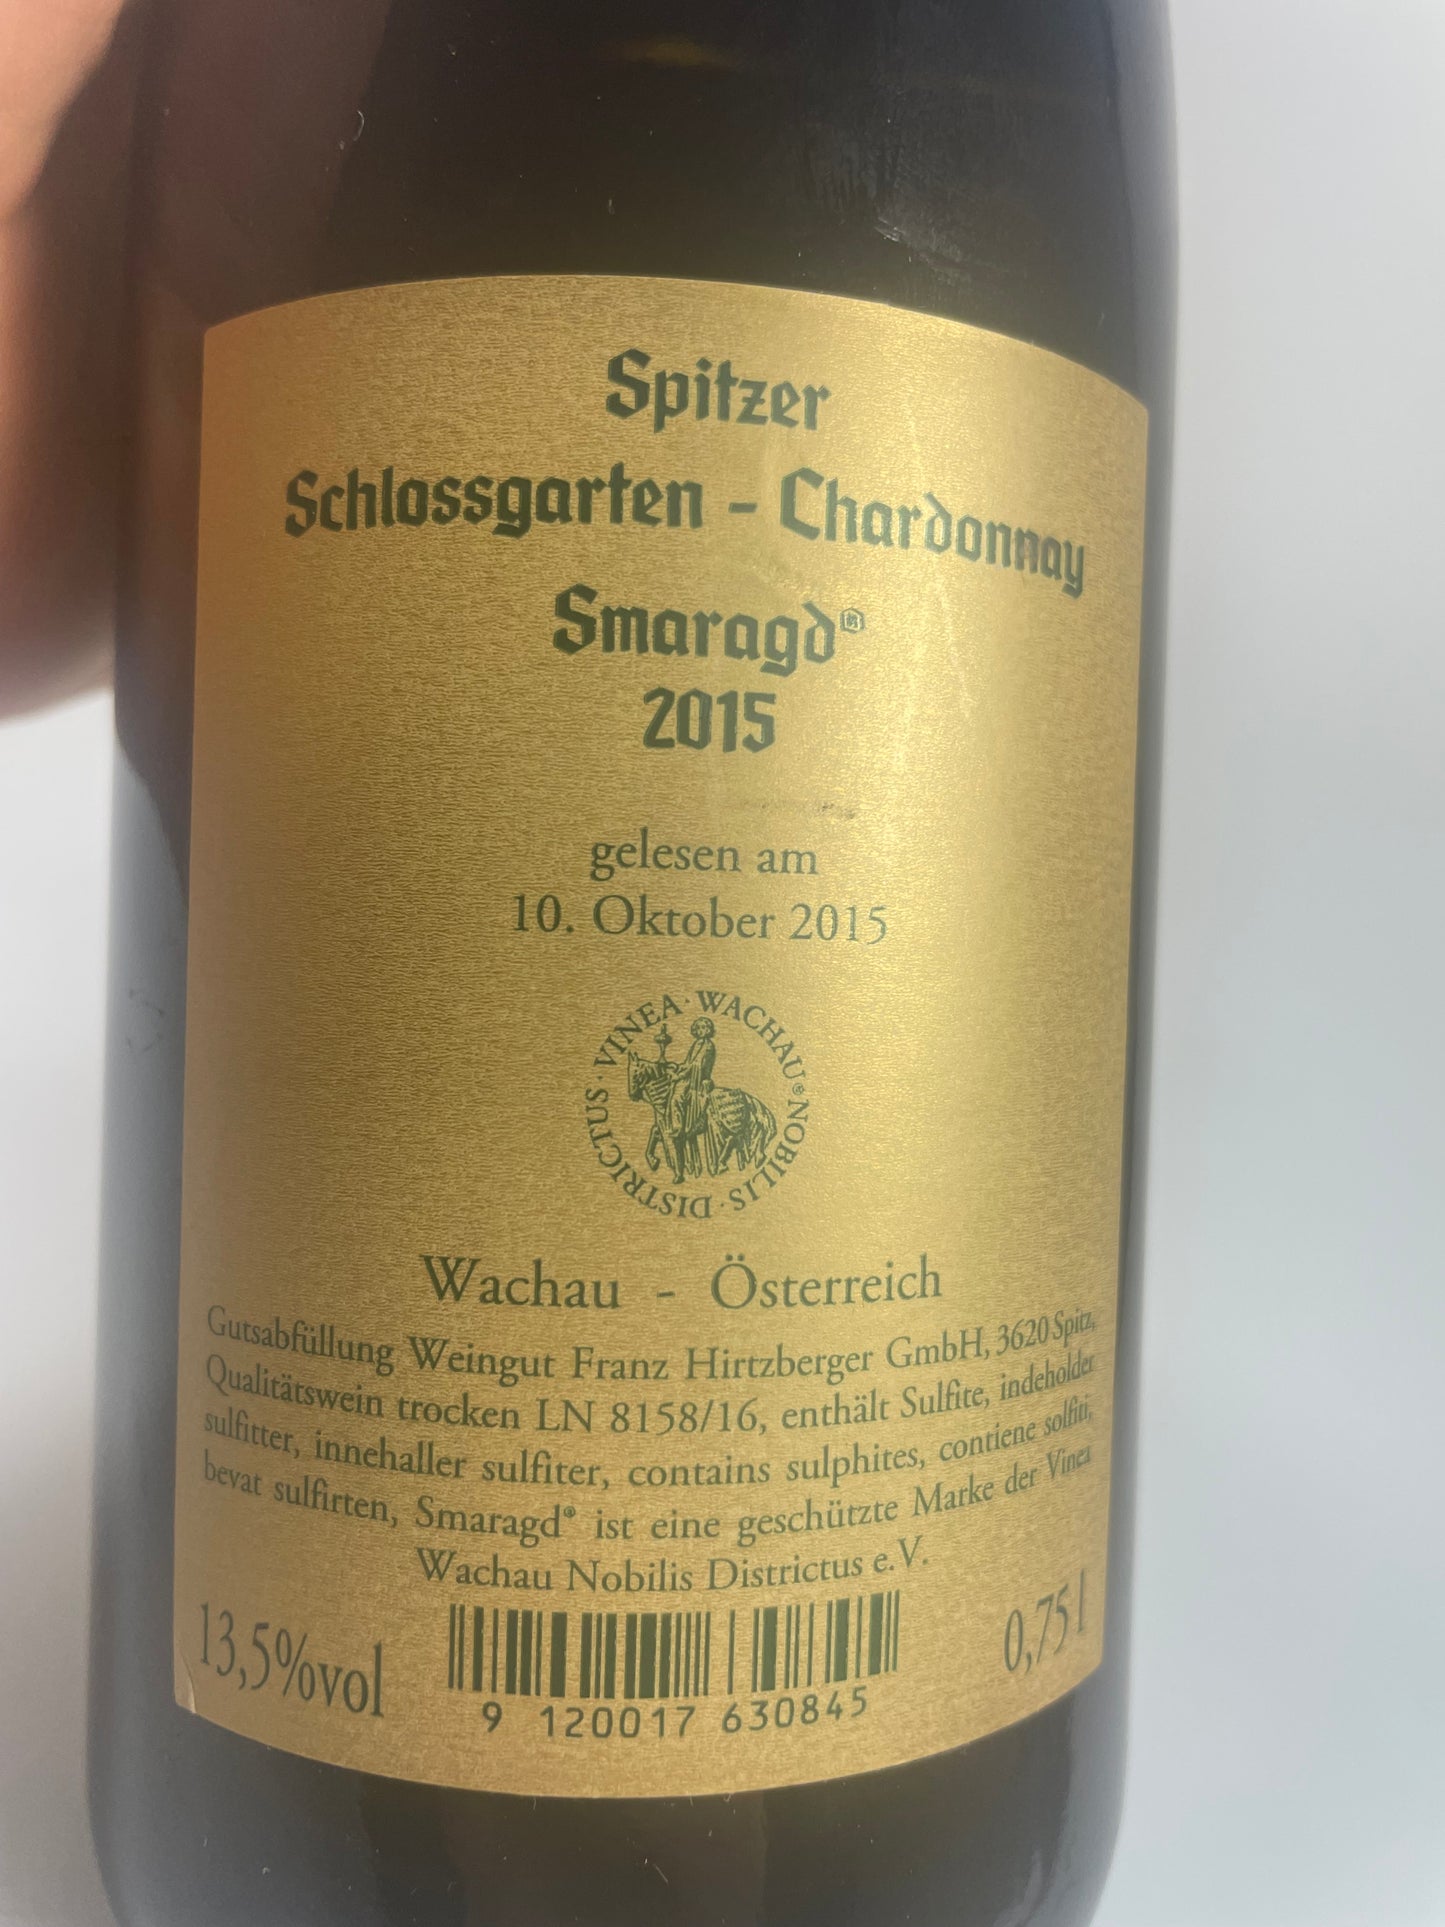 Spitzer
Schlossgarten - Chardonnay
Smaragd®
2015
gelesen am
10. Oktober 2015
VINEA · WACHAU® NOBILIS · DISTRICTUS ·
Wachau - Österreich
Gutsabfüllung Weingut Franz Hirtzberger GmbH, 3620 Spitz,
Qualitätswein trocken LN 8158/16, enthält Sulfite, indeholder
sulfitter, innehaller sulfiter, contains sulphites, contiene solfiti,
bevat sulfirten, Smaragd® ist eine geschützte Marke der Vinea
Wachau Nobilis Districtus e.V.
13,5%vol
0,75 l
9 120017 630845